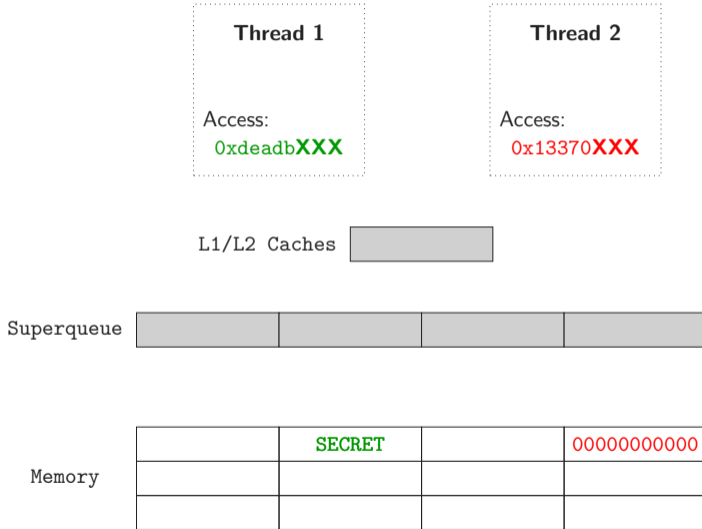 Thread 1
Thread 2
Access:
0xdeadbXXX
Access:
0x13370XXX
L1/L2 Caches
Superqueue
SECRET
00000000000
Memory